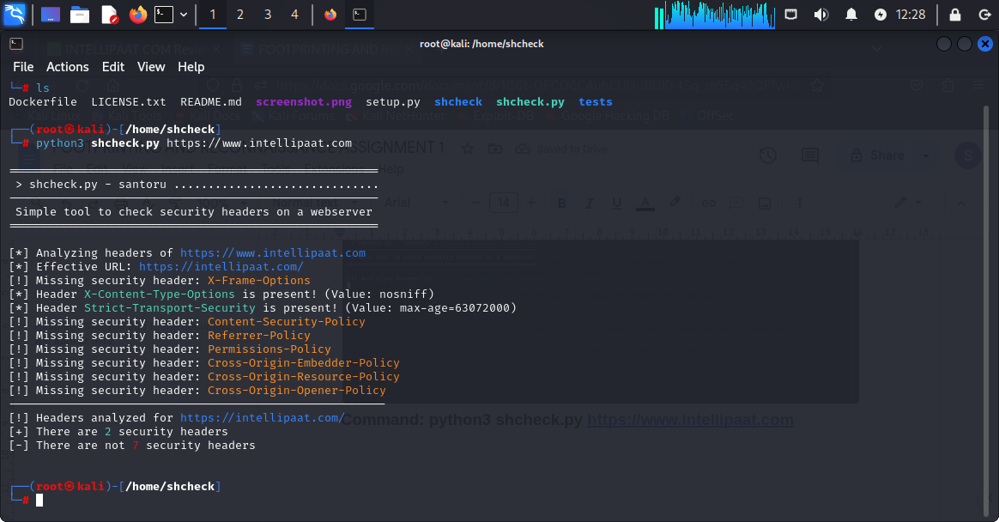 1 2 3 4 12:28
root@kali: /home/shcheck
File Actions Edit View Help
└─# ls
Dockerfile LICENSE.txt README.md screenshot.png setup.py shcheck shcheck.py tests
┌──(root㉿kali)-[/home/shcheck]
└─# python3 shcheck.py https://www.intellipaat.com
> shcheck.py - santoru ..............................
Simple tool to check security headers on a webserver
[*] Analyzing headers of https://www.intellipaat.com
[*] Effective URL: https://intellipaat.com/
[!] Missing security header: X-Frame-Options
[*] Header X-Content-Type-Options is present! (Value: nosniff)
[*] Header Strict-Transport-Security is present! (Value: max-age=63072000)
[!] Missing security header: Content-Security-Policy
[!] Missing security header: Referrer-Policy
[!] Missing security header: Permissions-Policy
[!] Missing security header: Cross-Origin-Embedder-Policy
[!] Missing security header: Cross-Origin-Resource-Policy
[!] Missing security header: Cross-Origin-Opener-Policy
[!] Headers analyzed for https://intellipaat.com/
Command: python3 shcheck.py https://www.intellipaat.com
[+] There are 2 security headers
[-] There are not 7 security headers
┌──(root㉿kali)-[/home/shcheck]
└─#